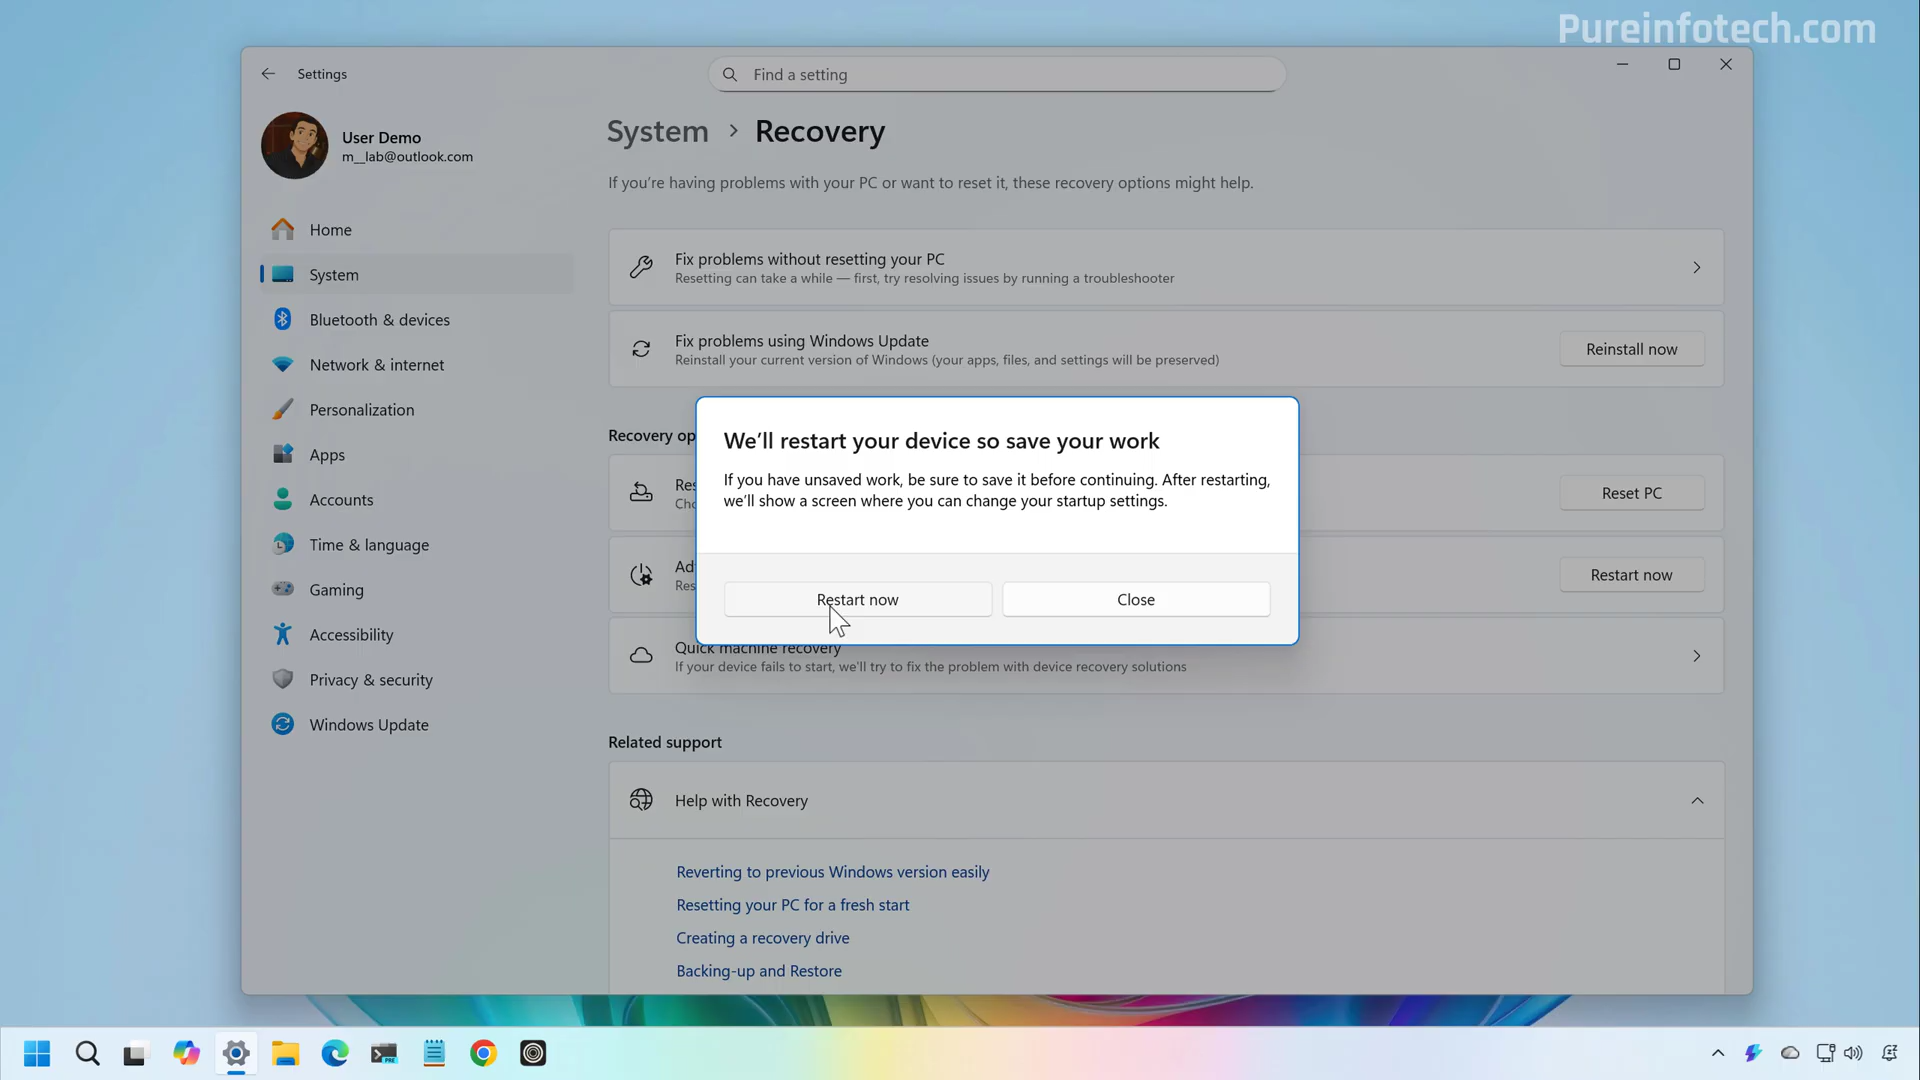 Pureinfotech.com
Settings
Find a setting
User Demo
m__lab@outlook.com
System > Recovery
If you're having problems with your PC or want to reset it, these recovery options might help.
Home
System
Bluetooth & devices
Network & internet
Personalization
Apps
Accounts
Time & language
Gaming
Accessibility
Privacy & security
Windows Update
Fix problems without resetting your PC
Resetting can take a while — first, try resolving issues by running a troubleshooter
Fix problems using Windows Update
Reinstall your current version of Windows (your apps, files, and settings will be preserved)
Reinstall now
Recovery op
Res
Cho
Reset PC
Ad
Res
Restart now
We'll restart your device so save your work
If you have unsaved work, be sure to save it before continuing. After restarting,
we'll show a screen where you can change your startup settings.
Restart now
Close
Quick machine recovery
If your device fails to start, we'll try to fix the problem with device recovery solutions
Related support
Help with Recovery
Reverting to previous Windows version easily
Resetting your PC for a fresh start
Creating a recovery drive
Backing-up and Restore
PRE